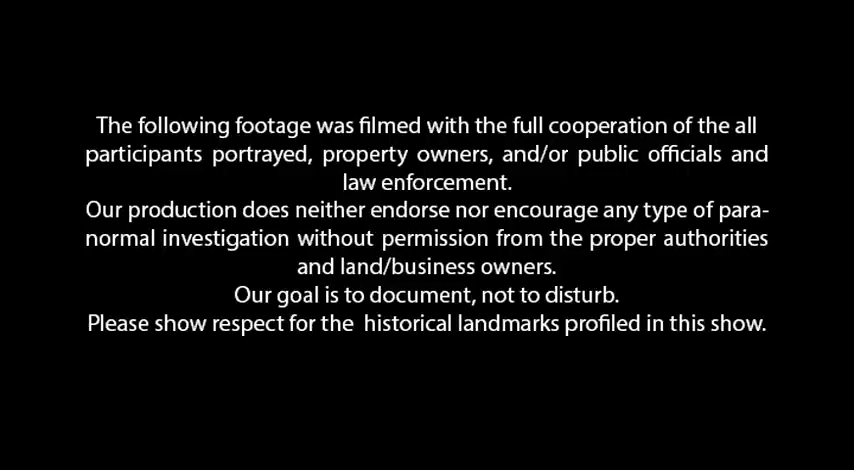 The following footage was filmed with the full cooperation of the all
participants portrayed, property owners, and/or public officials and
law enforcement.
Our production does neither endorse nor encourage any type of para-
normal investigation without permission from the proper authorities
and land/business owners.
Our goal is to document, not to disturb.
Please show respect for the  historical landmarks profiled in this show.